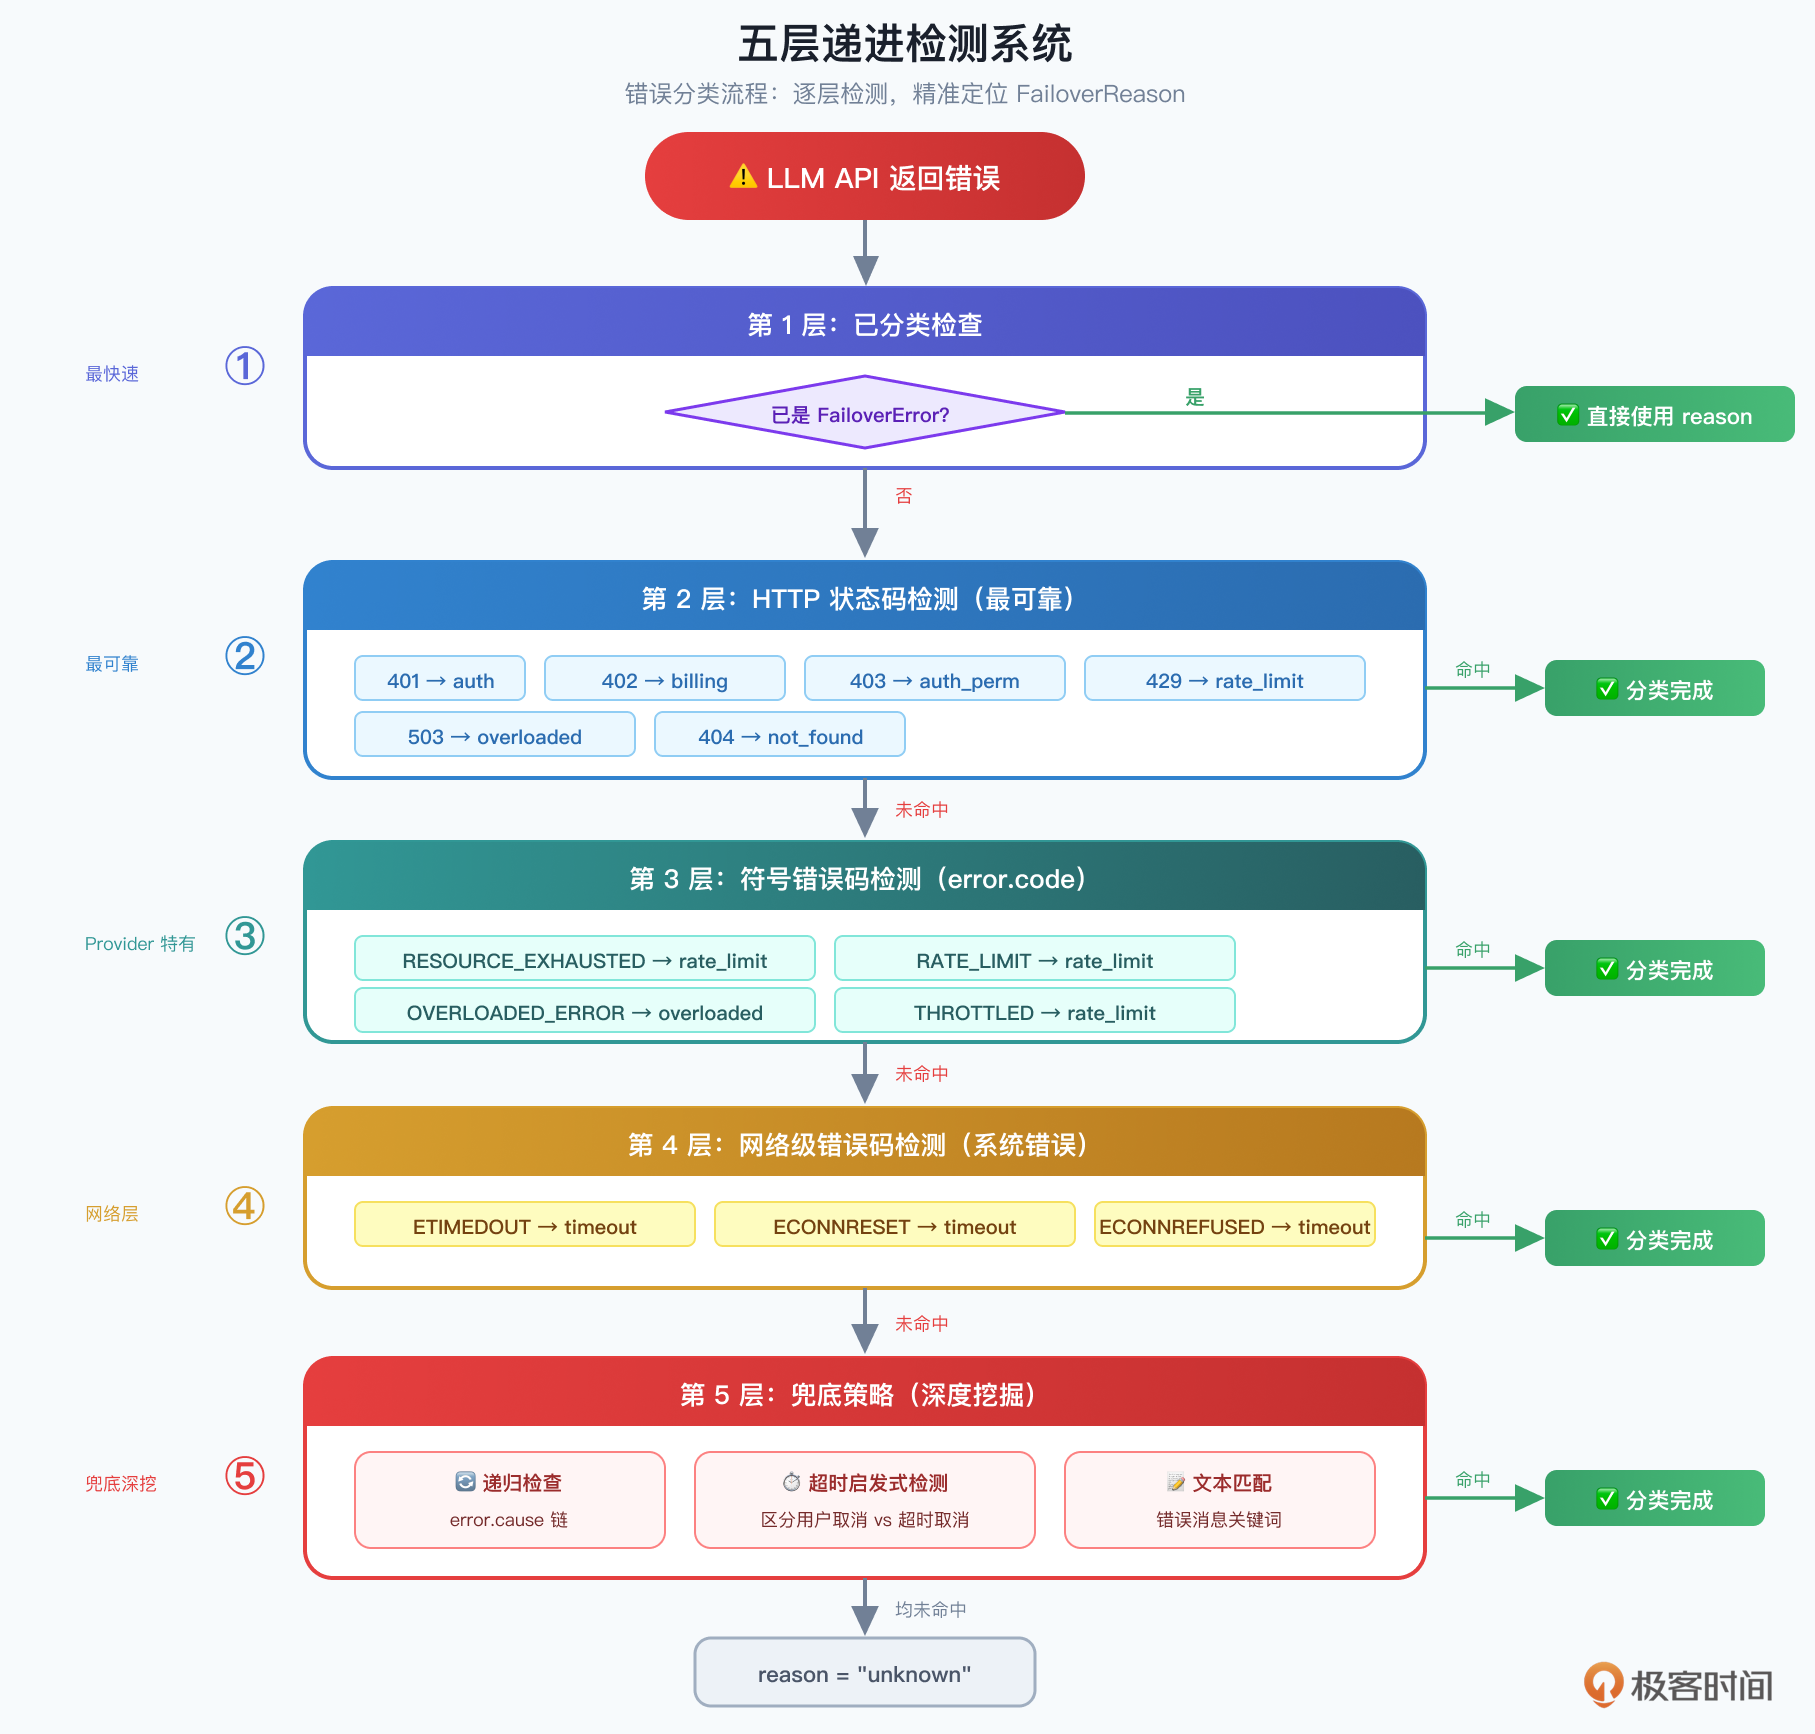 五层递进检测系统
错误分类流程：逐层检测，精准定位 FailoverReason
⚠️ LLM API 返回错误
第 1 层：已分类检查
最快速
①
已是 FailoverError?
是
✅ 直接使用 reason
否
第 2 层：HTTP 状态码检测（最可靠）
最可靠
②
401 → auth
402 → billing
403 → auth_perm
429 → rate_limit
503 → overloaded
404 → not_found
命中
✅ 分类完成
未命中
第 3 层：符号错误码检测（error.code）
Provider 特有
③
RESOURCE_EXHAUSTED → rate_limit
RATE_LIMIT → rate_limit
OVERLOADED_ERROR → overloaded
THROTTLED → rate_limit
命中
✅ 分类完成
未命中
第 4 层：网络级错误码检测（系统错误）
网络层
④
ETIMEDOUT → timeout
ECONNRESET → timeout
ECONNREFUSED → timeout
命中
✅ 分类完成
未命中
第 5 层：兜底策略（深度挖掘）
兜底深挖
⑤
🔄 递归检查
error.cause 链
⏱ 超时启发式检测
区分用户取消 vs 超时取消
📝 文本匹配
错误消息关键词
命中
✅ 分类完成
均未命中
reason = "unknown"
极客时间